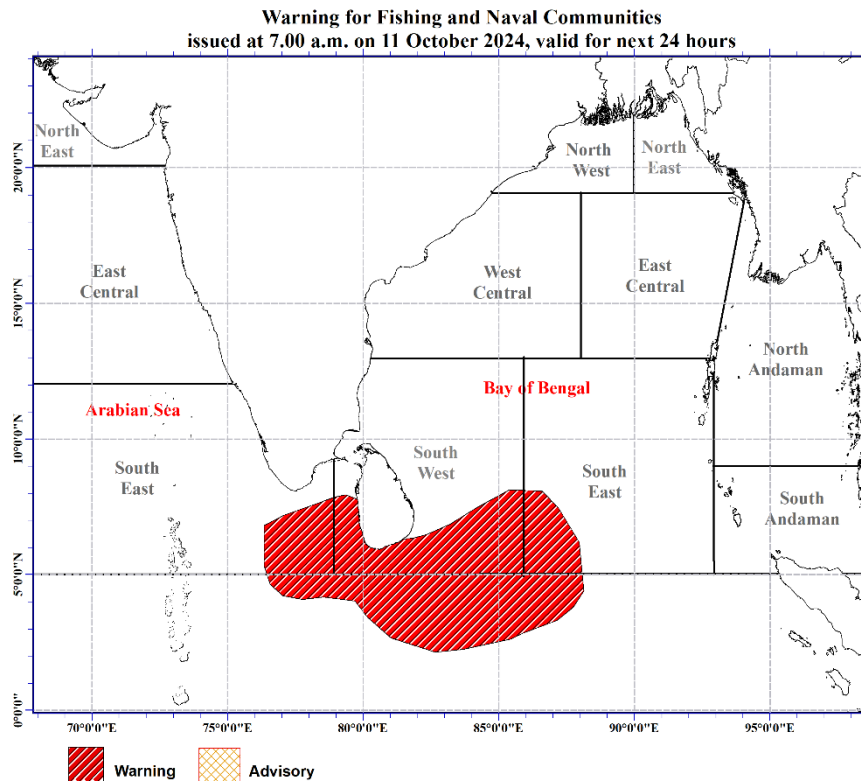 Warning for Fishing and Naval Communities
issued at 7.00 a.m. on 11 October 2024, valid for next 24 hours
North
East
North
West
North
East
20°0'0"N
East
Central
West
Central
East
Central
15°0'0"N
North
Andaman
Arabian Sea
Bay of Bengal
10°0'0"N
South
East
South
West
South
East
South
Andaman
5°0'0"N
0°0'0"
70°0'0"E
75°0'0"E
80°0'0"E
85°0'0"E
90°0'0"E
95°0'0"E
Warning
Advisory